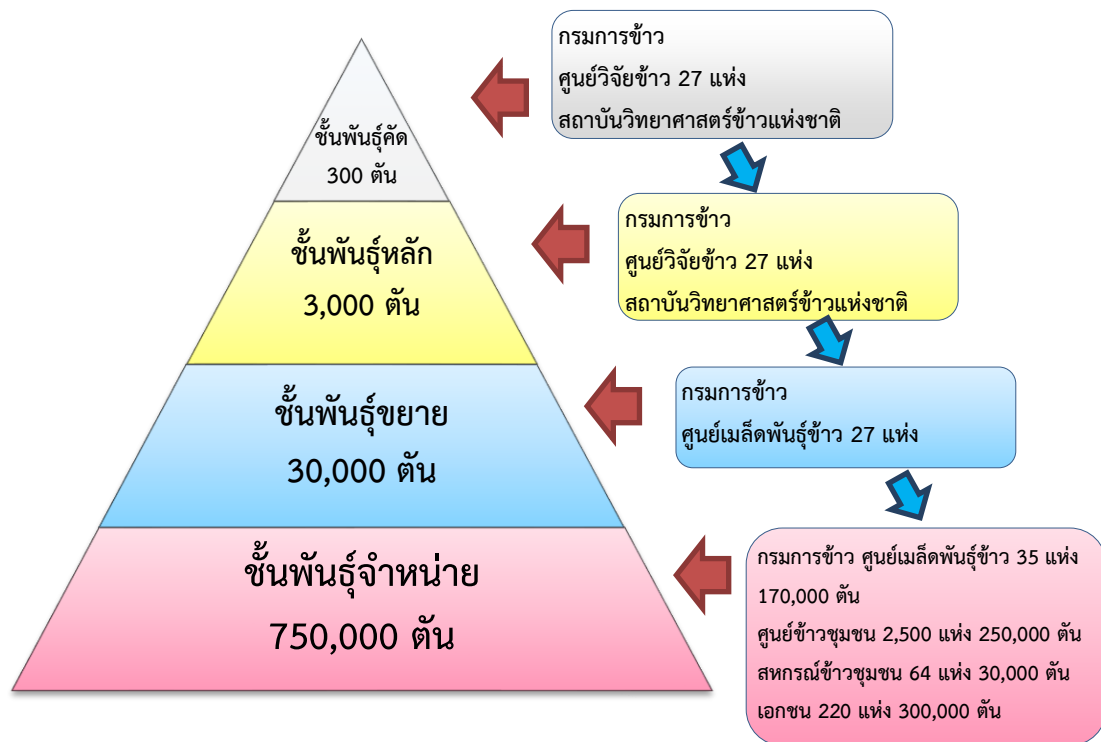 กรมการข้าว
ศูนย์วิจัยข้าว 27 แห่ง
สถาบันวิทยาศาสตร์ข้าวแห่งชาติ
ชั้นพันธุ์คัด
300 ตัน
กรมการข้าว
ศูนย์วิจัยข้าว 27 แห่ง
สถาบันวิทยาศาสตร์ข้าวแห่งชาติ
ชั้นพันธุ์หลัก
3,000 ตัน
กรมการข้าว
ศูนย์เมล็ดพันธุ์ข้าว 27 แห่ง
ชั้นพันธุ์ขยาย
30,000 ตัน
กรมการข้าว ศูนย์เมล็ดพันธุ์ข้าว 35 แห่ง
170,000 ตัน
ศูนย์ข้าวชุมชน 2,500 แห่ง 250,000 ตัน
สหกรณ์ข้าวชุมชน 64 แห่ง 30,000 ตัน
เอกชน 220 แห่ง 300,000 ตัน
ชั้นพันธุ์จำหน่าย
750,000 ตัน